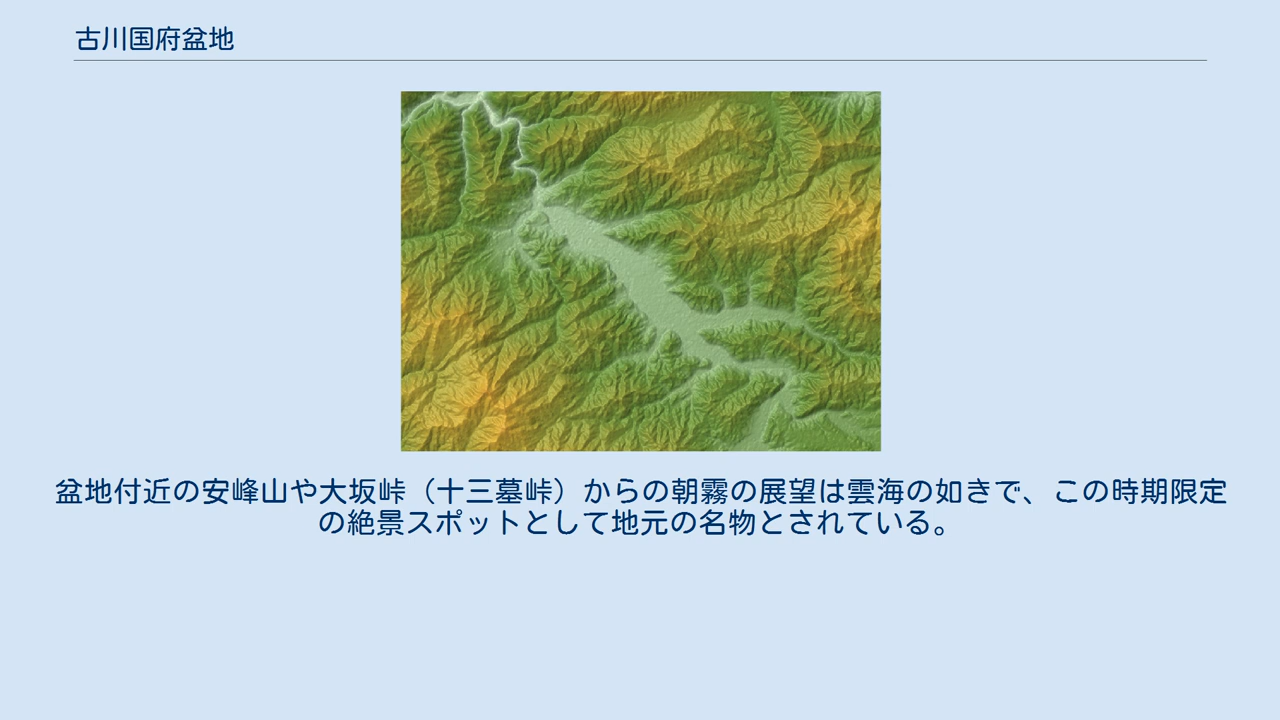 古川国府盆地
盆地付近の安峰山や大坂峠（十三墓峠）からの朝霧の展望は雲海の如きで、この時期限定
の絶景スポットとして地元の名物とされている。